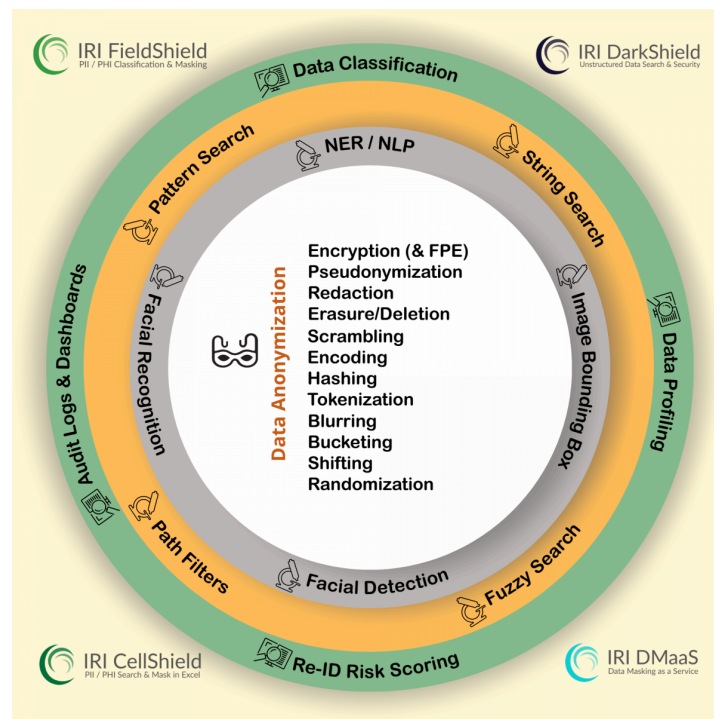 IRI FieldShield
PII / PHI Classification & Masking
IRI DarkShield
Unstructured Data Search & Security
Data Classification
Pattern Search
String Search
NER / NLP
Audit Logs & Dashboards
Facial Recognition
Data Anonymization
Encryption (& FPE)
Pseudonymization
Redaction
Erasure/Deletion
Scrambling
Encoding
Hashing
Tokenization
Blurring
Bucketing
Shifting
Randomization
Image Bounding Box
Data Profiling
Path Filters
Facial Detection
Fuzzy Search
Re-ID Risk Scoring
IRI CellShield
PII / PHI Search & Mask in Excel
IRI DMaaS
Data Masking as a Service